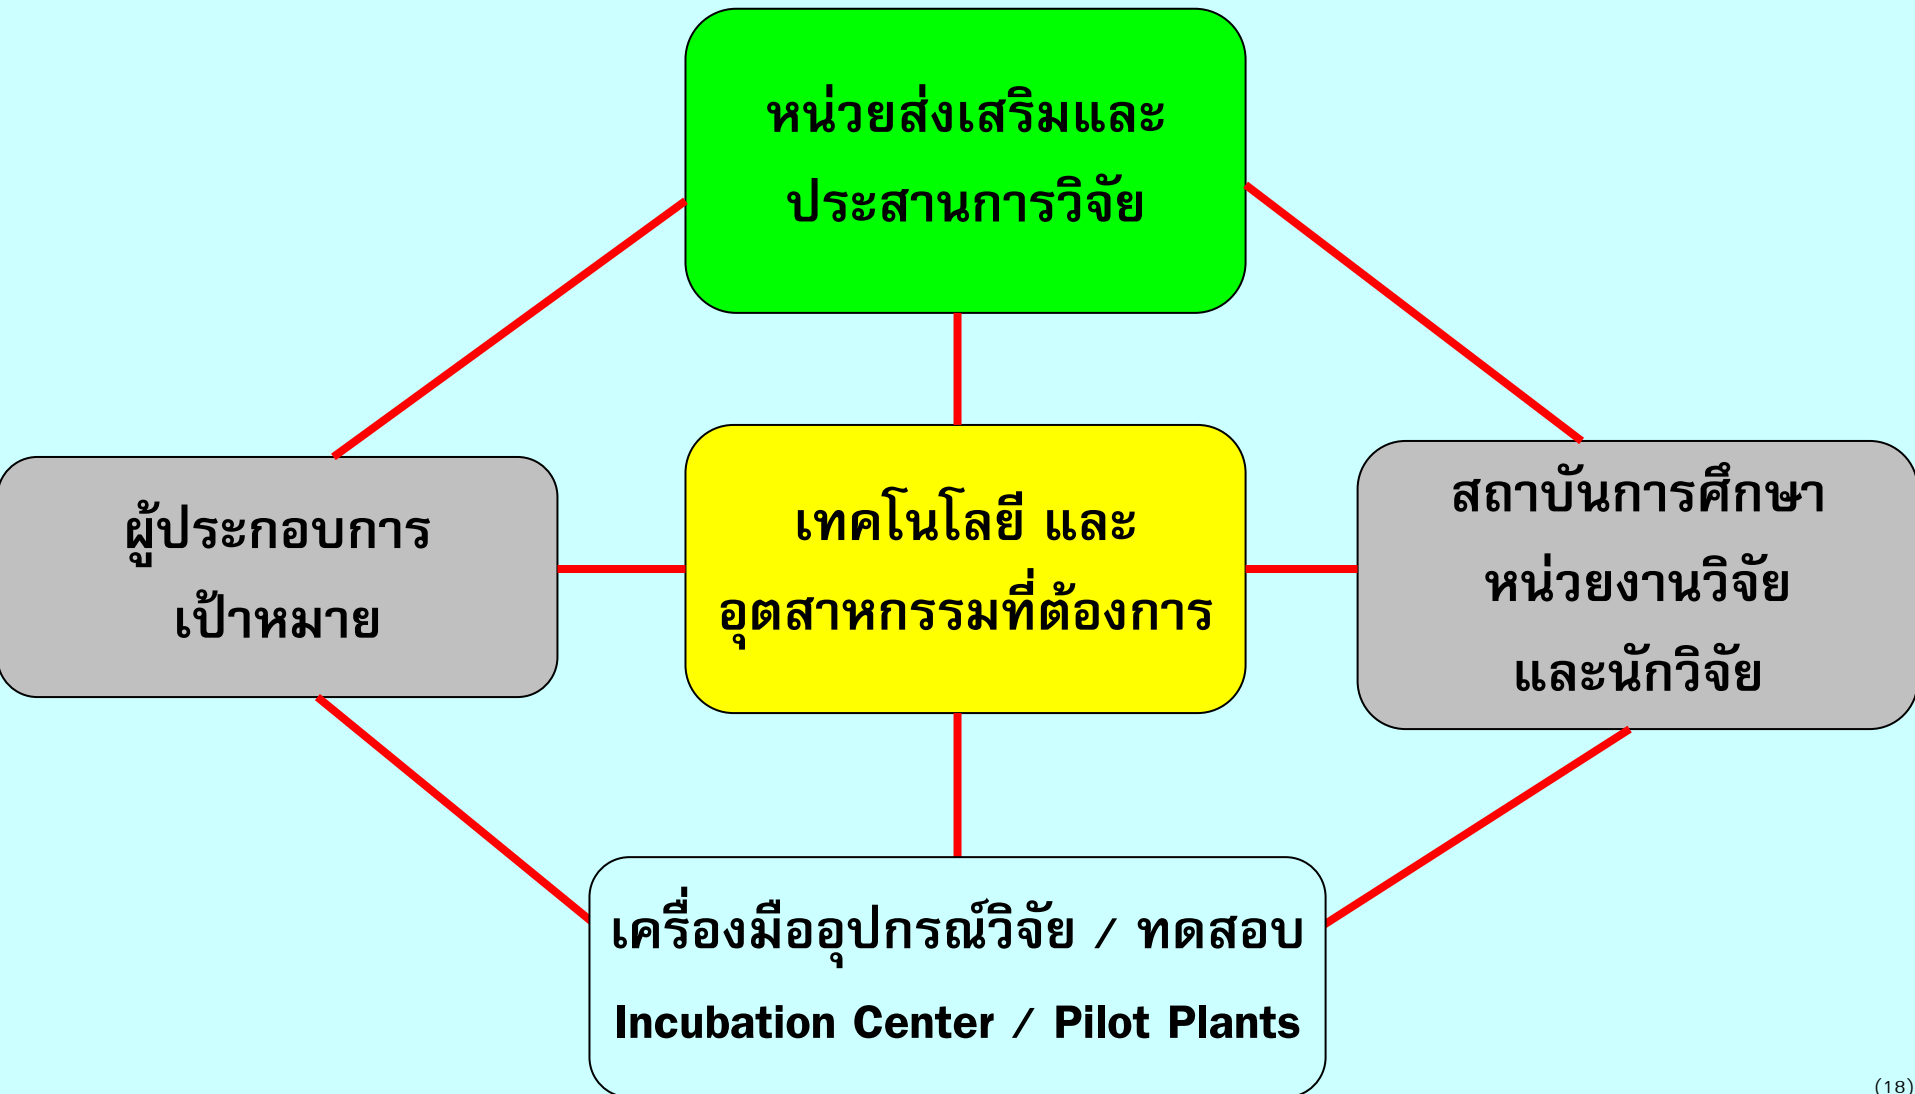 หน่วยส่งเสริมและ
ประสานการวิจัย
ผู้ประกอบการ
เป้าหมาย
เทคโนโลยี และ
อุตสาหกรรมที่ต้องการ
สถาบันการศึกษา
หน่วยงานวิจัย
และนักวิจัย
เครื่องมืออุปกรณ์วิจัย / ทดสอบ
Incubation Center / Pilot Plants
(18)